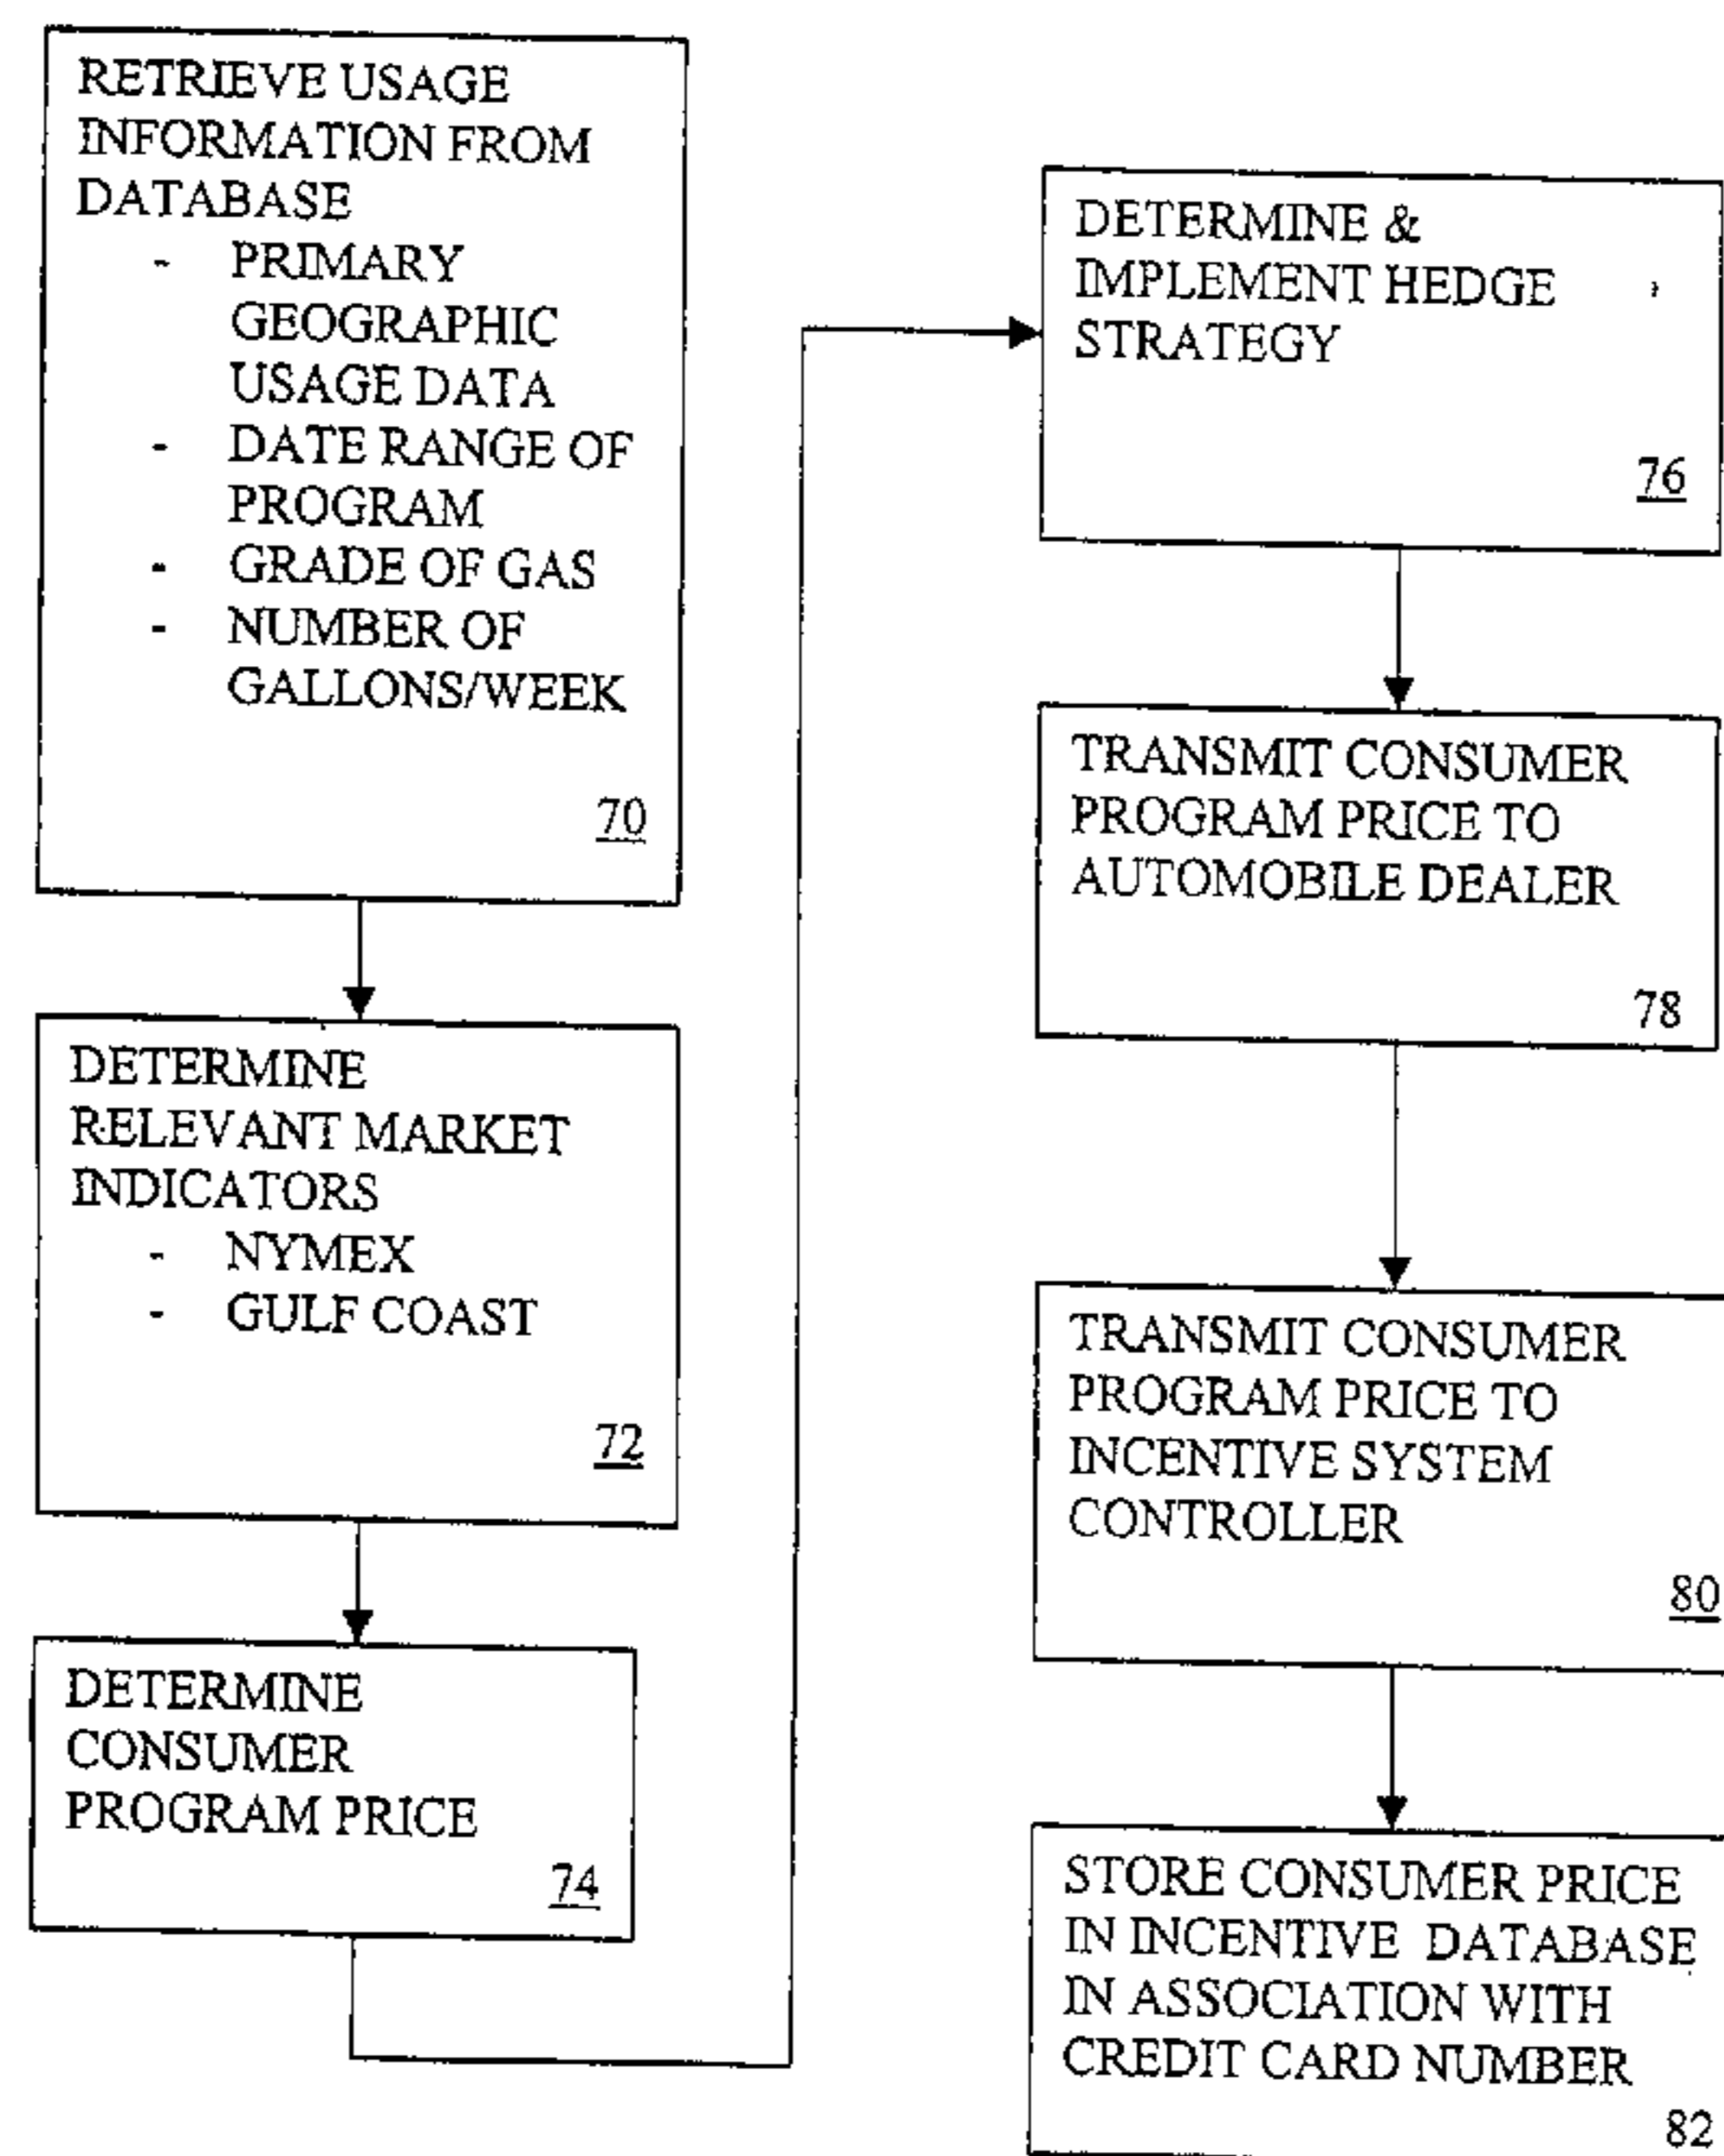 RETRIEVE USAGE
INFORMATION FROM
DATABASE
- PRIMARY
GEOGRAPHIC
USAGE DATA
- DATE RANGE OF
PROGRAM
- GRADE OF GAS
- NUMBER OF
GALLONS/WEEK
70
DETERMINE
RELEVANT MARKET
INDICATORS
- NYMEX
- GULF COAST
72
DETERMINE
CONSUMER
PROGRAM PRICE
74
DETERMINE &
IMPLEMENT HEDGE
STRATEGY
76
TRANSMIT CONSUMER
PROGRAM PRICE TO
AUTOMOBILE DEALER
78
TRANSMIT CONSUMER
PROGRAM PRICE TO
INCENTIVE SYSTEM
CONTROLLER
80
STORE CONSUMER PRICE
IN INCENTIVE DATABASE
IN ASSOCIATION WITH
CREDIT CARD NUMBER
82